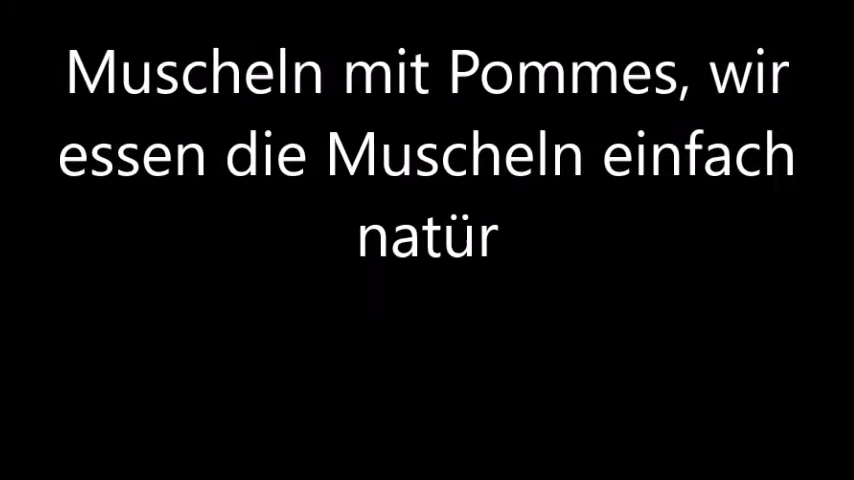 Muscheln mit Pommes, wir
essen die Muscheln einfach
natür